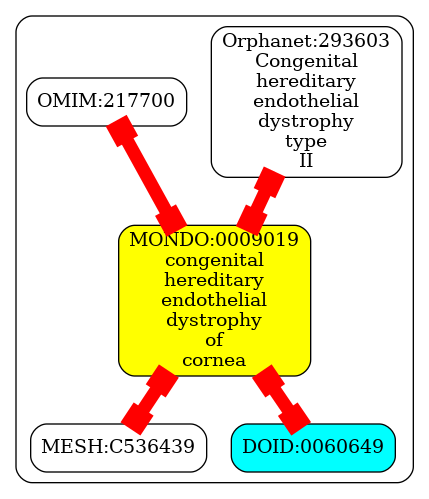 OMIM:217700
Orphanet:293603
Congenital
hereditary
endothelial
dystrophy
type
II
MONDO:0009019
congenital
hereditary
endothelial
dystrophy
of
cornea
MESH:C536439
DOID:0060649